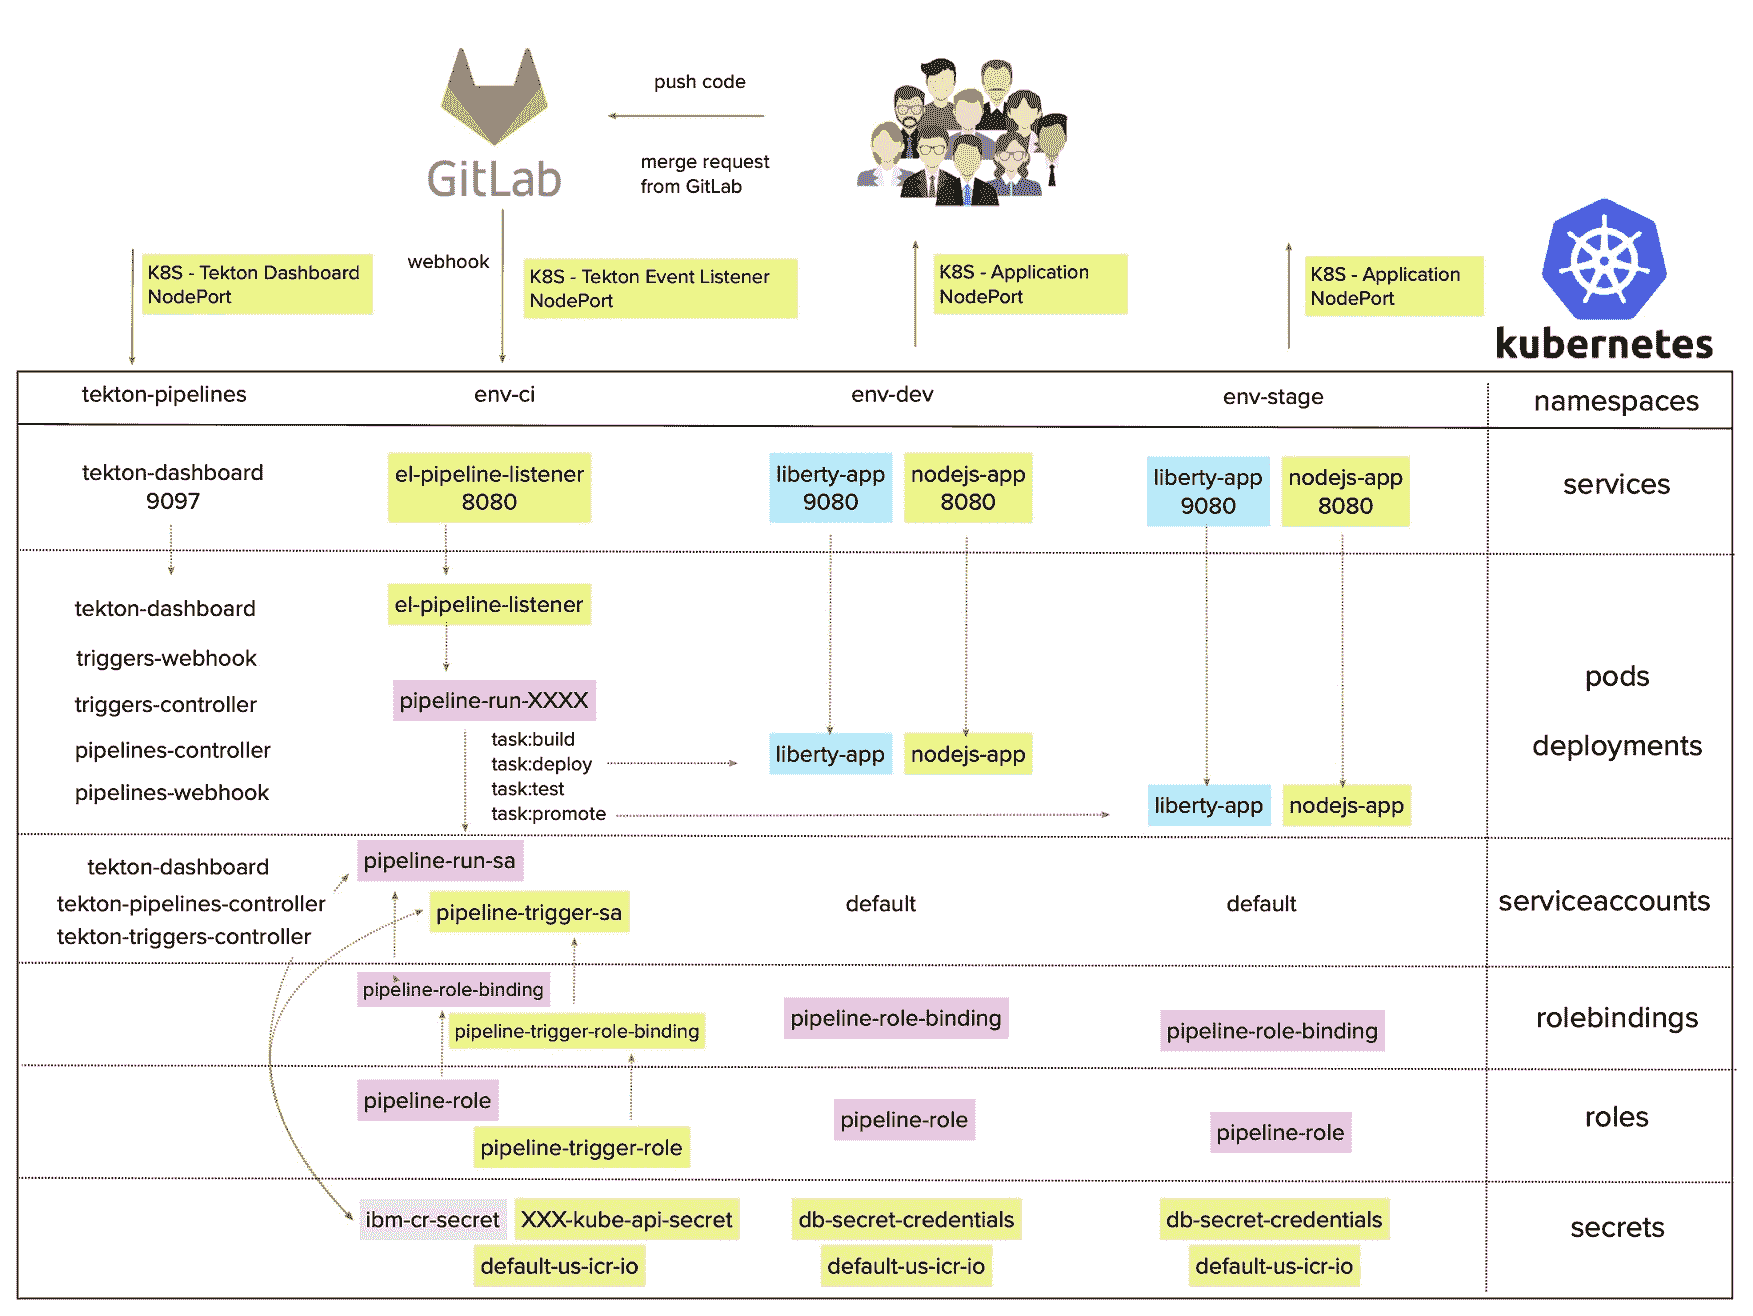 push code
GitLab
merge request
from GitLab
webhook
K8S - Tekton Dashboard
NodePort
K8S - Tekton Event Listener
NodePort
K8S - Application
NodePort
K8S - Application
NodePort
kubernetes
tekton-pipelines
env-ci
env-dev
env-stage
namespaces
tekton-dashboard
9097
el-pipeline-listener
8080
liberty-app
9080
nodejs-app
8080
liberty-app
9080
nodejs-app
8080
services
tekton-dashboard
triggers-webhook
triggers-controller
pipelines-controller
pipelines-webhook
el-pipeline-listener
pipeline-run-XXXX
task:build
task:deploy
task:test
task:promote
liberty-app
nodejs-app
liberty-app
nodejs-app
pods
deployments
tekton-dashboard
tekton-pipelines-controller
tekton-triggers-controller
pipeline-run-sa
pipeline-trigger-sa
default
default
serviceaccounts
pipeline-role-binding
pipeline-trigger-role-binding
pipeline-role-binding
pipeline-role-binding
rolebindings
pipeline-role
pipeline-trigger-role
pipeline-role
pipeline-role
roles
ibm-cr-secret
XXX-kube-api-secret
default-us-icr-io
db-secret-credentials
default-us-icr-io
db-secret-credentials
default-us-icr-io
secrets